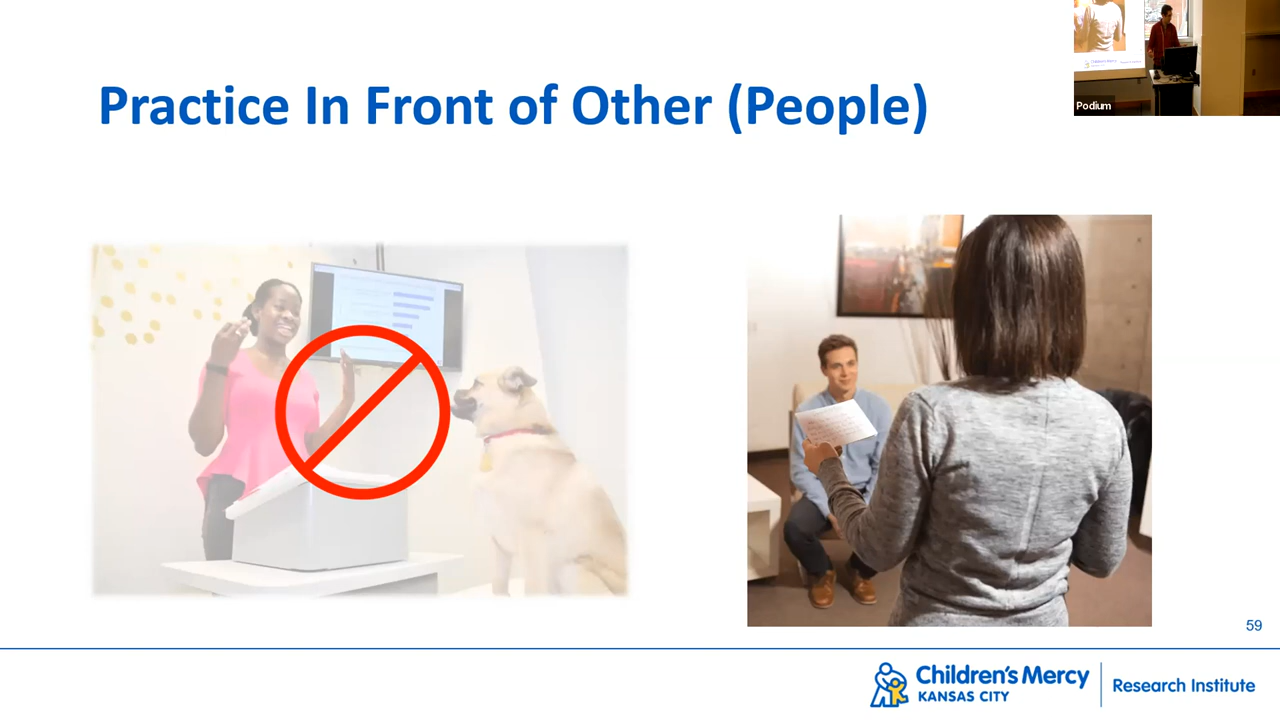 Practice In Front of Other (People)
Podium
59
Children's Mercy
KANSAS CITY
Research Institute